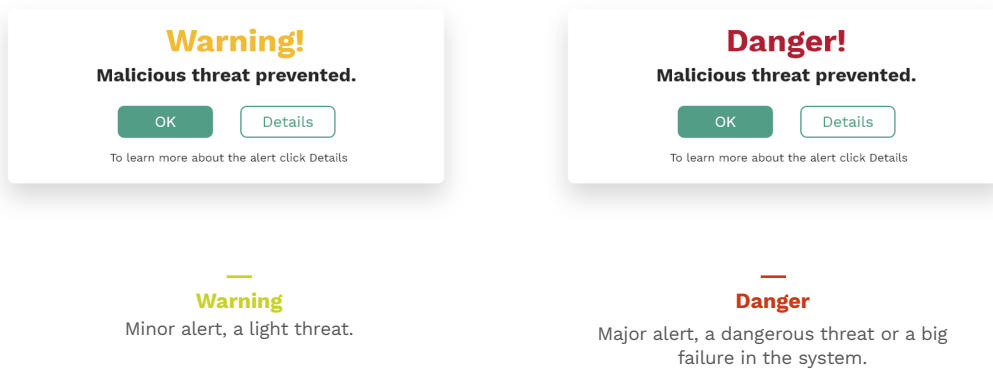 Warning!
Malicious threat prevented.
OK
Details
To learn more about the alert click Details
Danger!
Malicious threat prevented.
OK
Details
To learn more about the alert click Details
Warning
Minor alert, a light threat.
Danger
Major alert, a dangerous threat or a big
failure in the system.